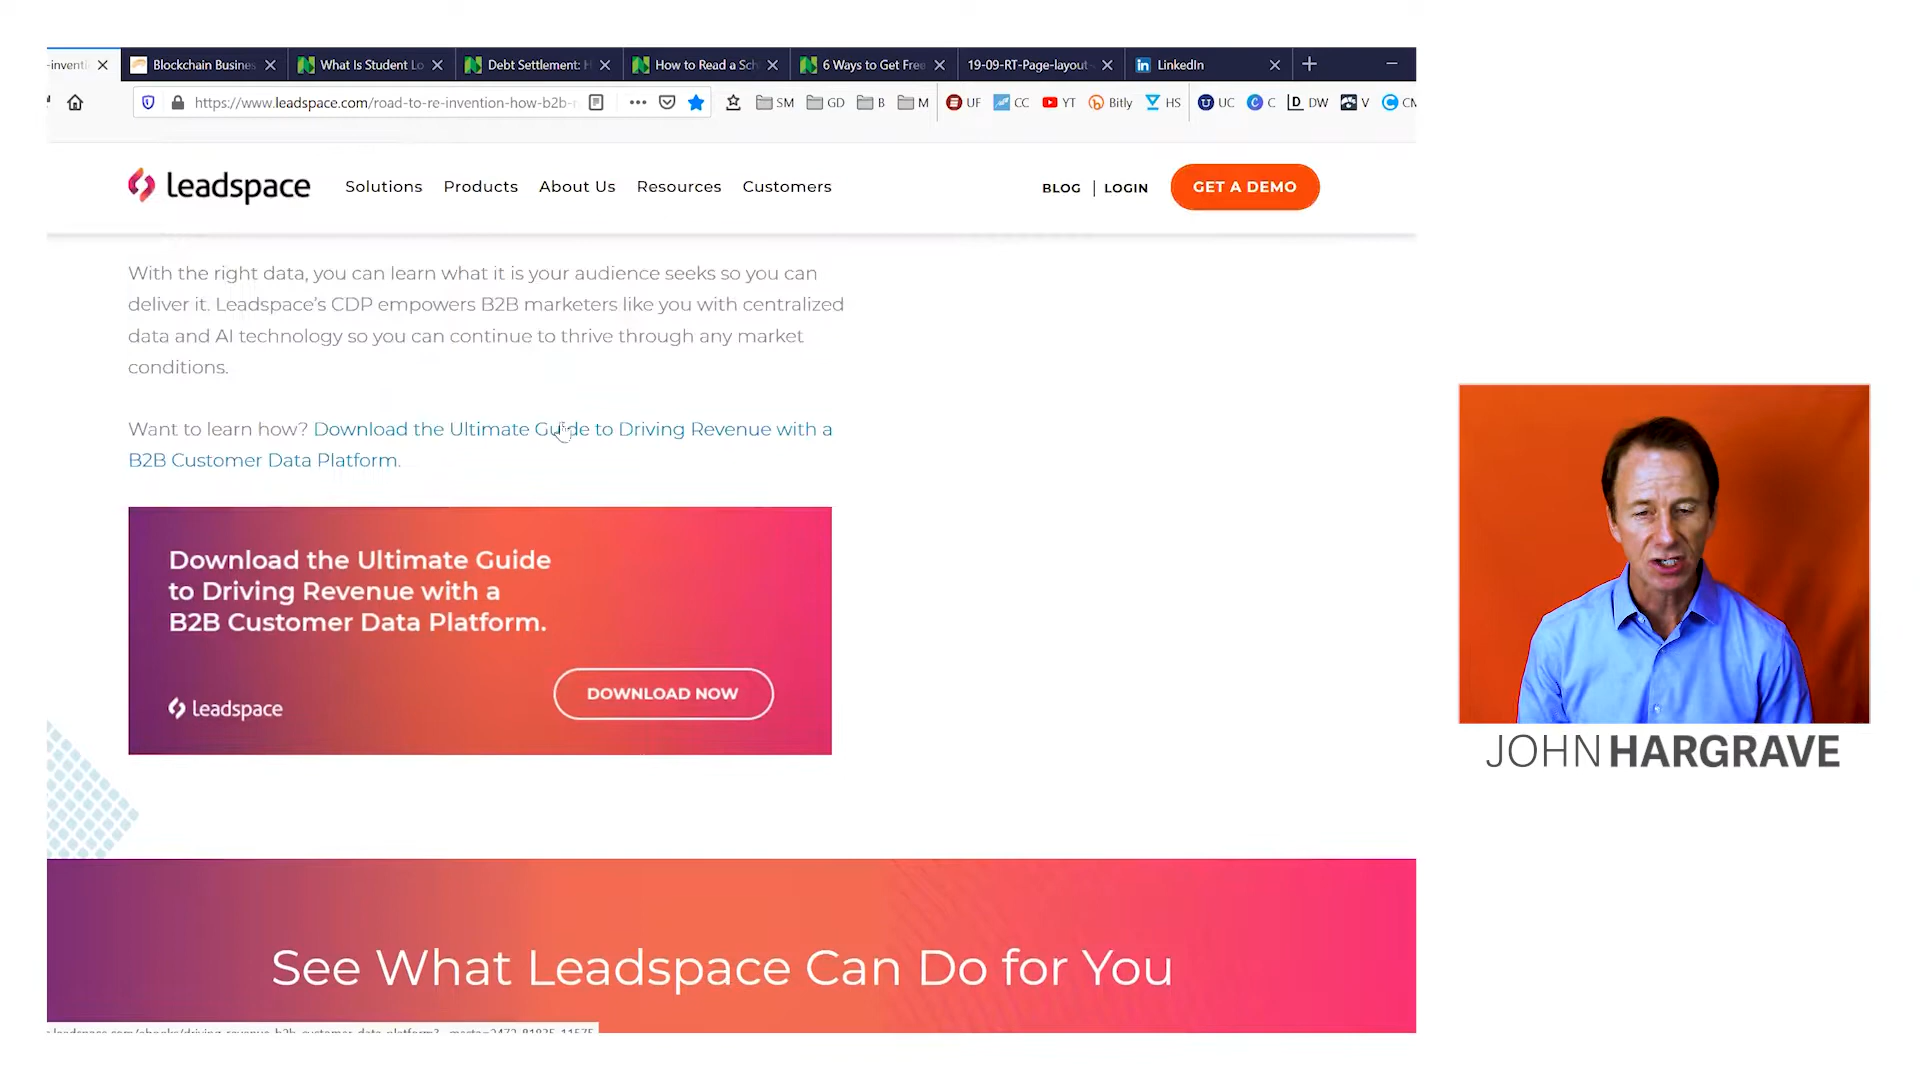 -inventi
Blockchain Busines
What Is Student Lo
Debt Settlement: H
How to Read a Sch
6 Ways to Get Free
19-09-RT-Page-layout-
LinkedIn
https://www.leadspace.com/road-to-re-invention-how-b2b-
SM
GD
B
M
UF
CC
YT
Bitly
HS
UC
C
DW
V
CM
leadspace
Solutions
Products
About Us
Resources
Customers
BLOG | LOGIN
GET A DEMO
With the right data, you can learn what it is your audience seeks so you can
deliver it. Leadspace’s CDP empowers B2B marketers like you with centralized
data and AI technology so you can continue to thrive through any market
conditions.
Want to learn how? Download the Ultimate Guide to Driving Revenue with a
B2B Customer Data Platform.
Download the Ultimate Guide
to Driving Revenue with a
B2B Customer Data Platform.
leadspace
DOWNLOAD NOW
JOHN HARGRAVE
See What Leadspace Can Do for You